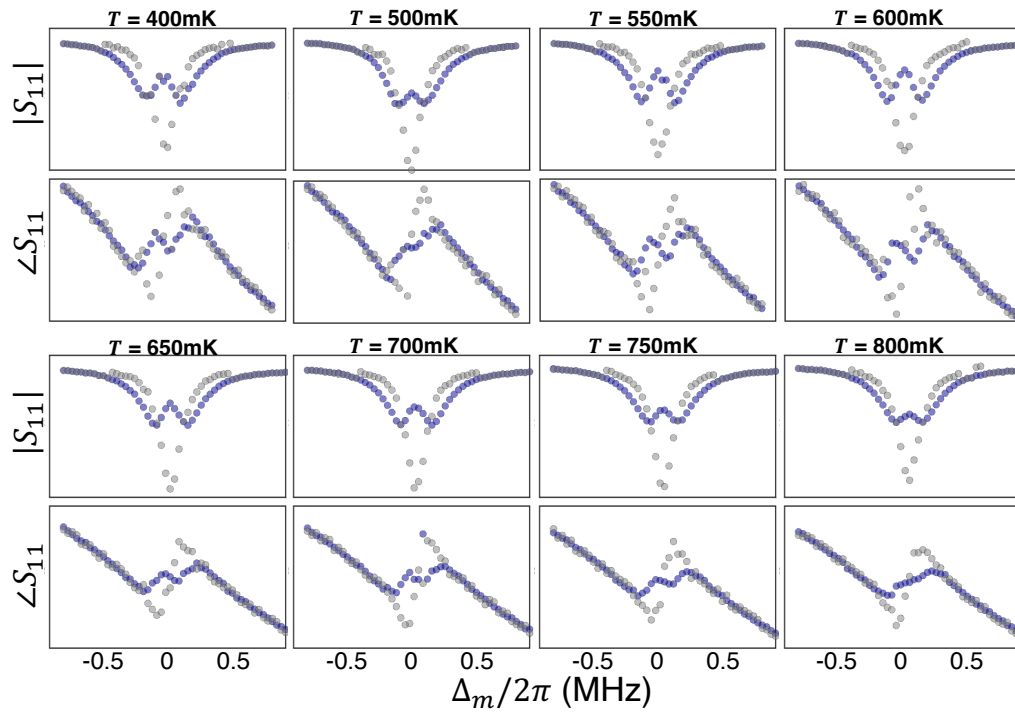 T = 400mK T = 500mK T = 550mK T = 600mK
|S₁₁|
∠S₁₁
T = 650mK T = 700mK T = 750mK T = 800mK
|S₁₁|
∠S₁₁
-0.5 0 0.5 -0.5 0 0.5 -0.5 0 0.5 -0.5 0 0.5
Δₘ/2π (MHz)